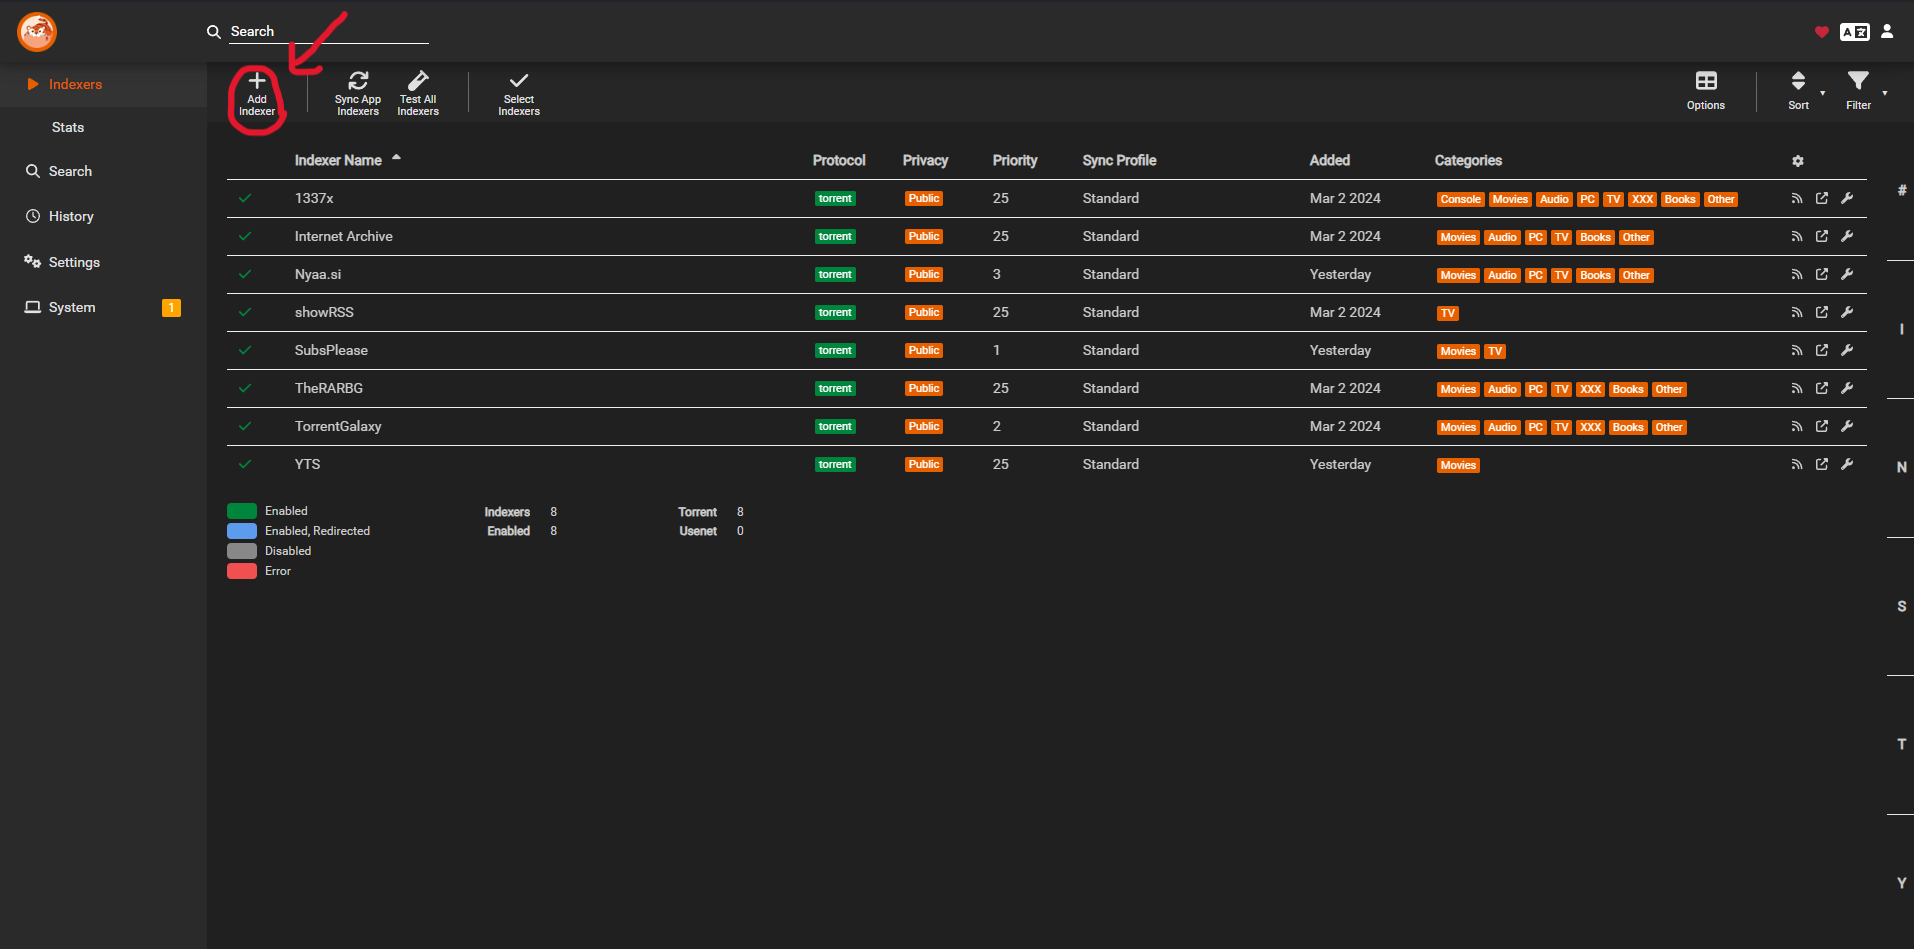 Search
A
Indexers
Stats
Search
History
Settings
System 1
Add Indexer
Sync App Indexers
Test All Indexers
Select Indexers
Options
Sort
Filter
Indexer Name Protocol Privacy Priority Sync Profile Added Categories
1337x torrent Public 25 Standard Mar 2 2024 Console Movies Audio PC TV XXX Books Other
Internet Archive torrent Public 25 Standard Mar 2 2024 Movies Audio PC TV Books Other
Nyaa.si torrent Public 3 Standard Yesterday Movies Audio PC TV Books Other
showRSS torrent Public 25 Standard Mar 2 2024 TV
SubsPlease torrent Public 1 Standard Yesterday Movies TV
TheRARBG torrent Public 25 Standard Mar 2 2024 Movies Audio PC TV XXX Books Other
TorrentGalaxy torrent Public 2 Standard Mar 2 2024 Movies Audio PC TV XXX Books Other
YTS torrent Public 25 Standard Yesterday Movies
Enabled
Enabled, Redirected
Disabled
Error
Indexers 8
Enabled 8
Torrent 8
Usenet 0
#
I
N
S
T
Y